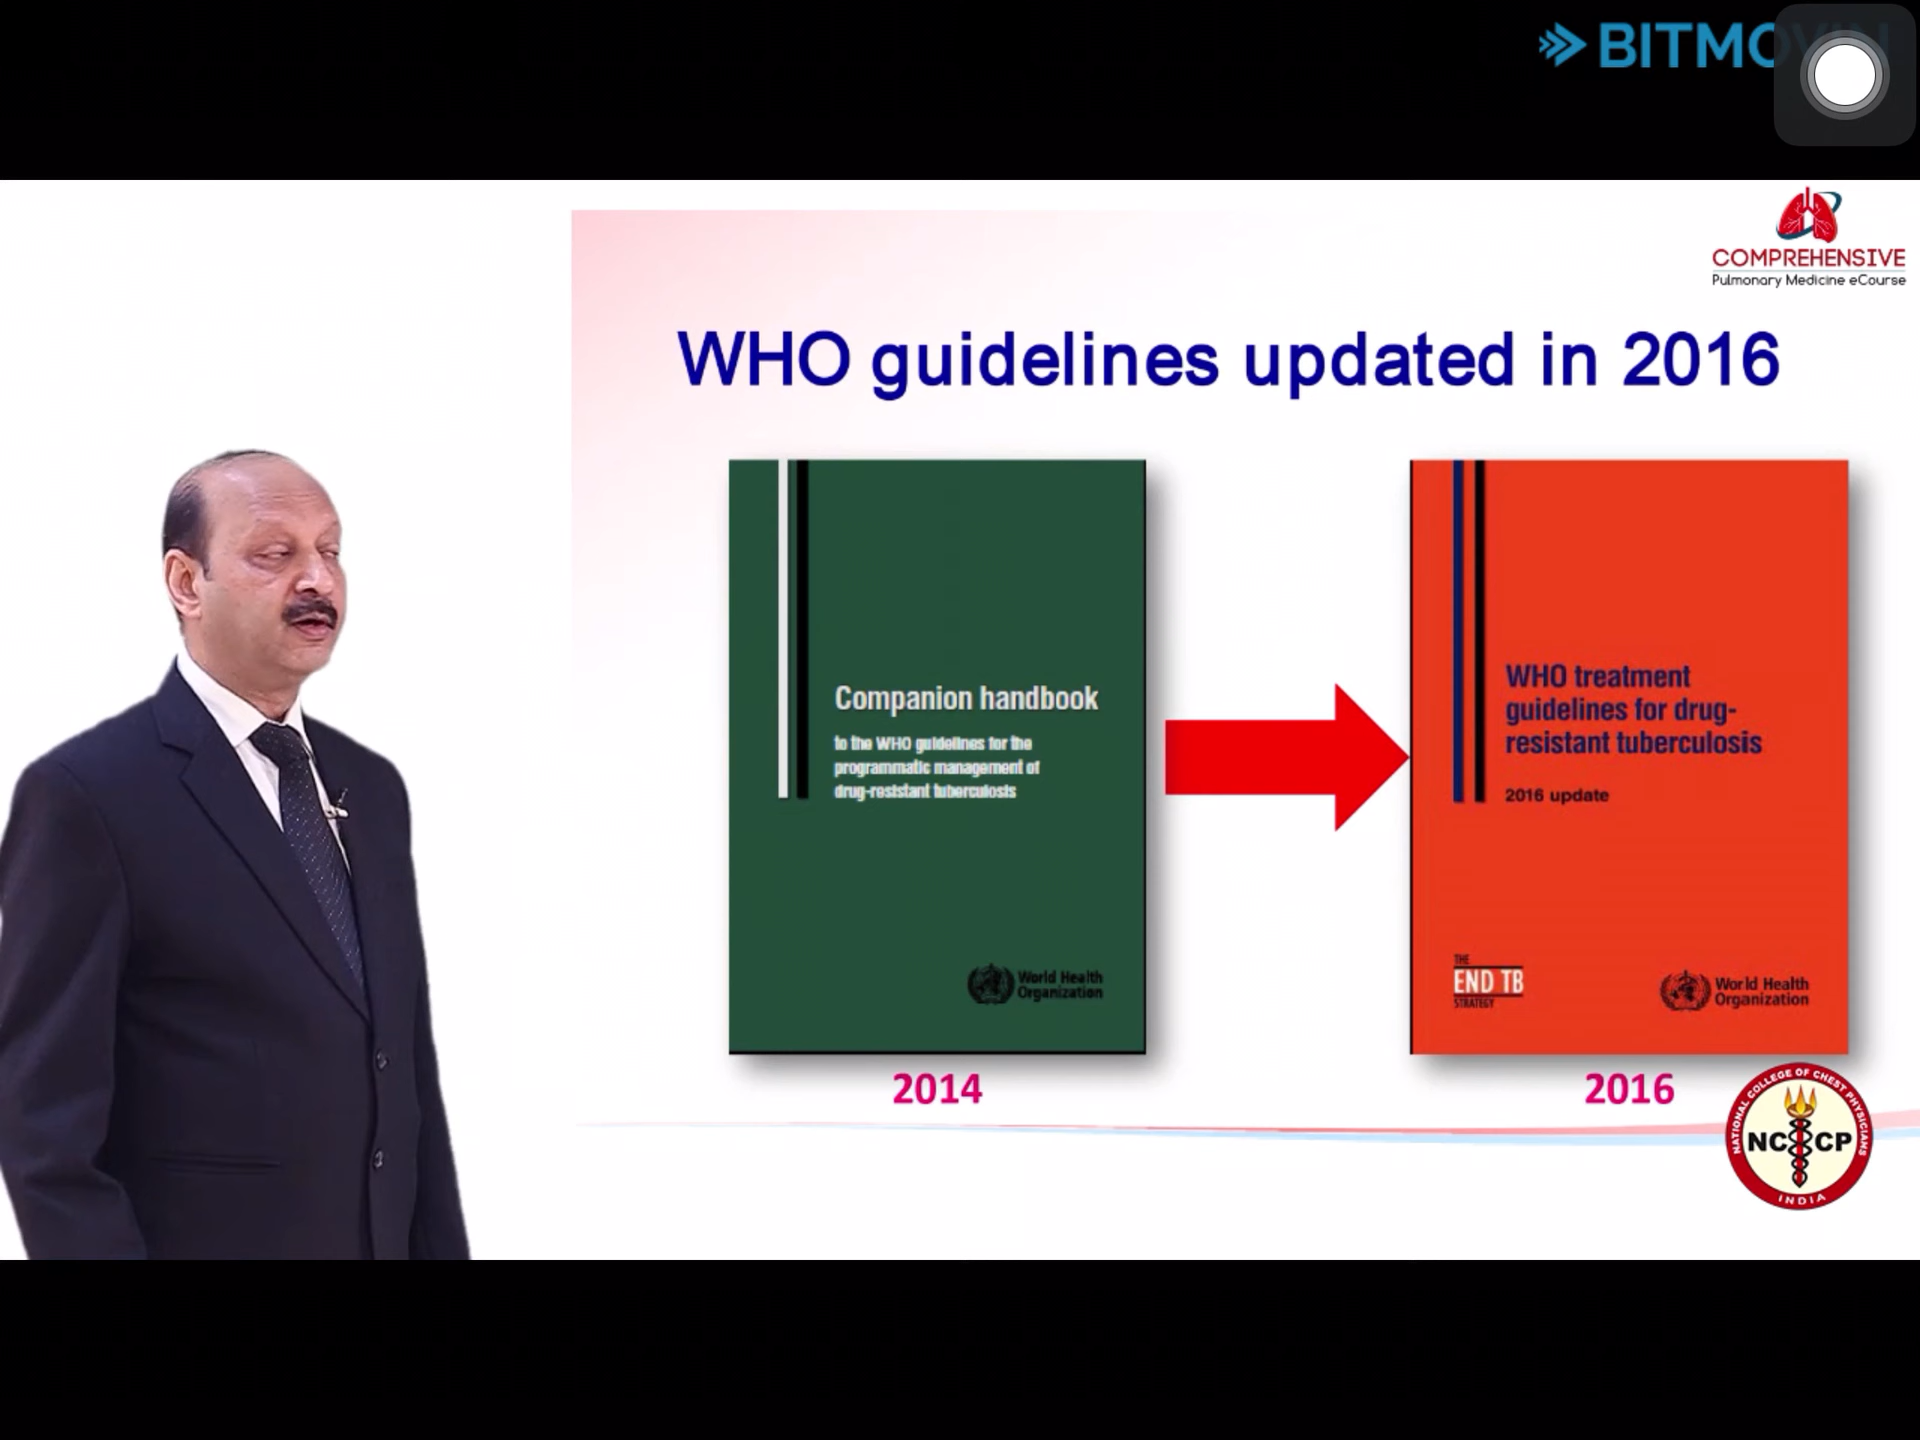 BITMOVIN
COMPREHENSIVE
Pulmonary Medicine eCourse
WHO guidelines updated in 2016
Companion handbook
to the WHO guidelines for the
programmatic management of
drug-resistant tuberculosis
World Health
Organization
2014
WHO treatment
guidelines for drug-
resistant tuberculosis
2016 update
THE
END TB
STRATEGY
World Health
Organization
2016
NATIONAL COLLEGE OF CHEST PHYSICIANS
NCCP
INDIA